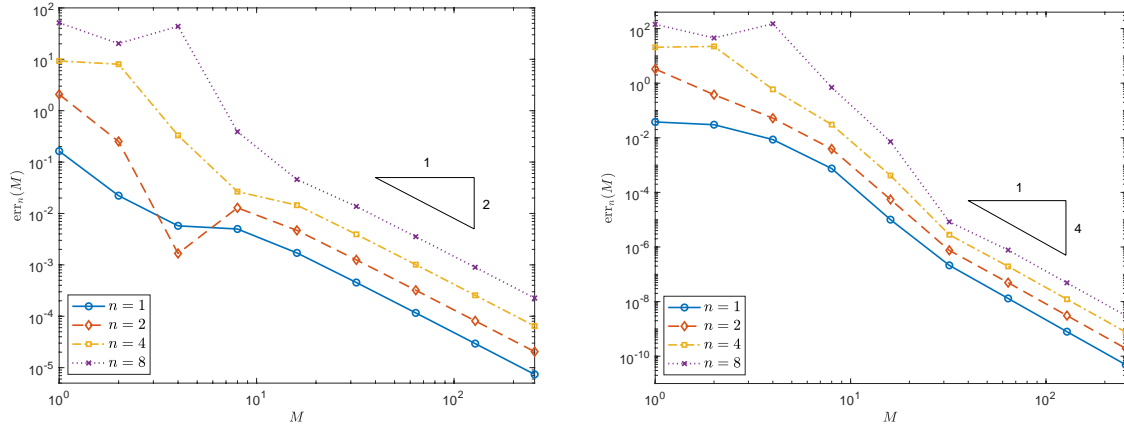 10^2
10^1
10^0
10^-1
10^-2
10^-3
10^-4
10^-5
err_n(M)
1
2
n = 1
n = 2
n = 4
n = 8
10^0
10^1
10^2
M
10^2
10^0
10^-2
10^-4
10^-6
10^-8
10^-10
err_n(M)
1
4
n = 1
n = 2
n = 4
n = 8
10^0
10^1
10^2
M